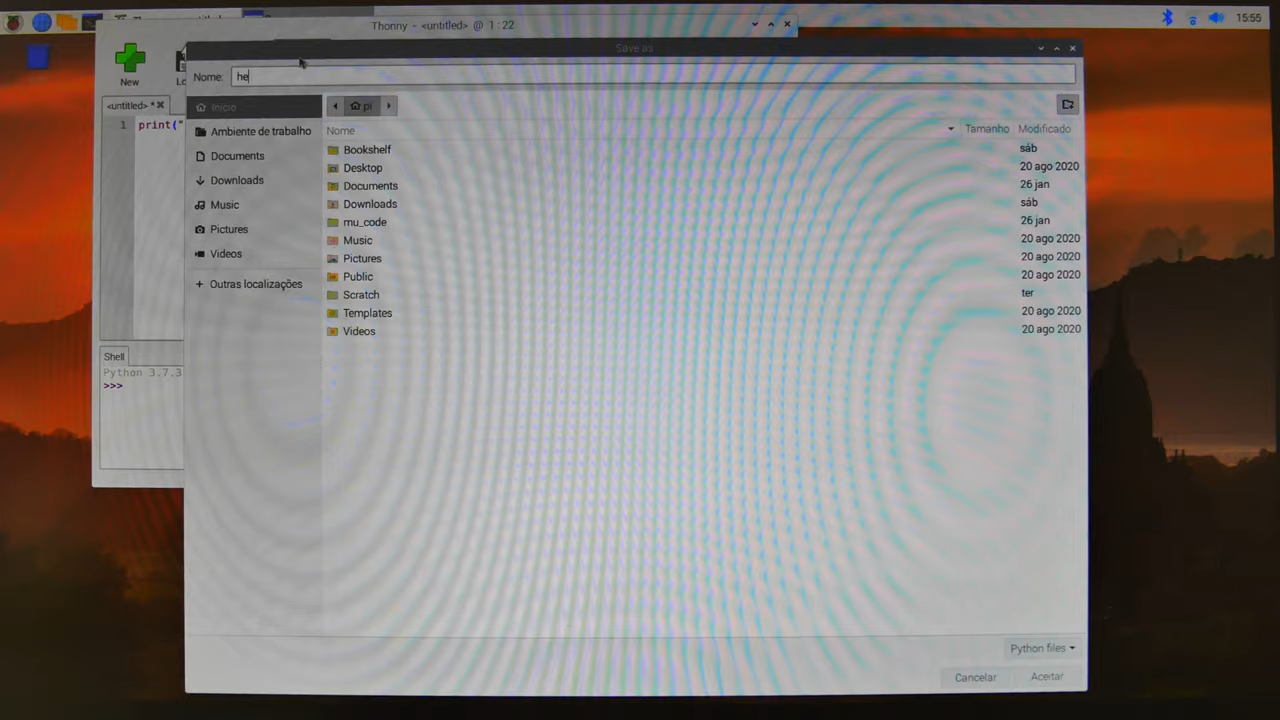 Thonny - <untitled> @ 1:22
15:55
Save as
New
Nome: he
<untitled> *
Início
pi
1 print("
Ambiente de trabalho
Documents
Downloads
Music
Pictures
Videos
+ Outras localizações
Nome Tamanho Modificado
Bookshelf sáb
Desktop 20 ago 2020
Documents 26 jan
Downloads sáb
mu_code 26 jan
Music 20 ago 2020
Pictures 20 ago 2020
Public 20 ago 2020
Scratch ter
Templates 20 ago 2020
Videos 20 ago 2020
Shell
Python 3.7.3
>>>
Python files
Cancelar Aceitar